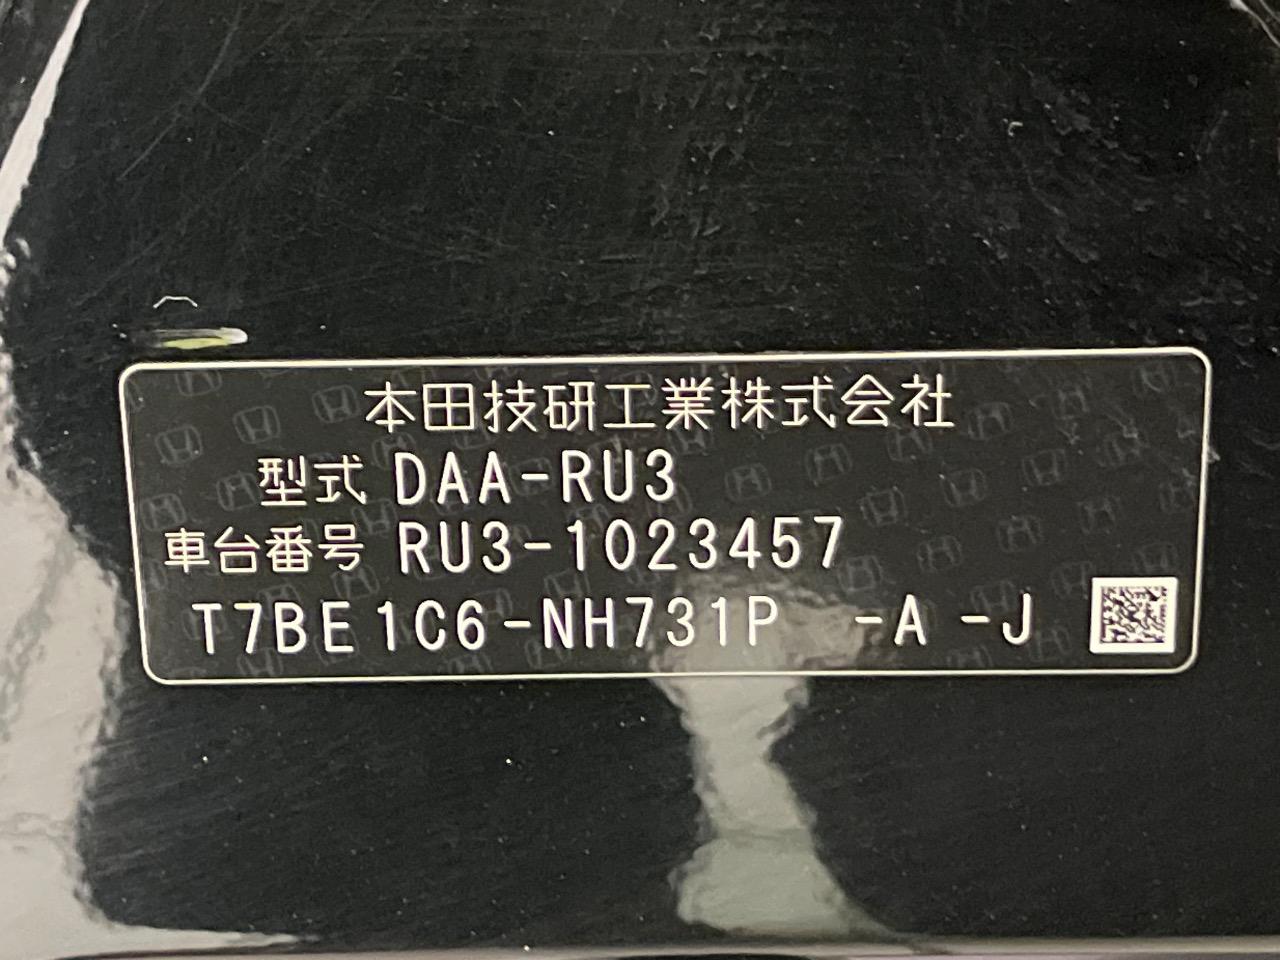 本田技研工業株式会社
型式 DAA-RU3
車台番号 RU3-1023457
T7BE1C6-NH731P -A -J